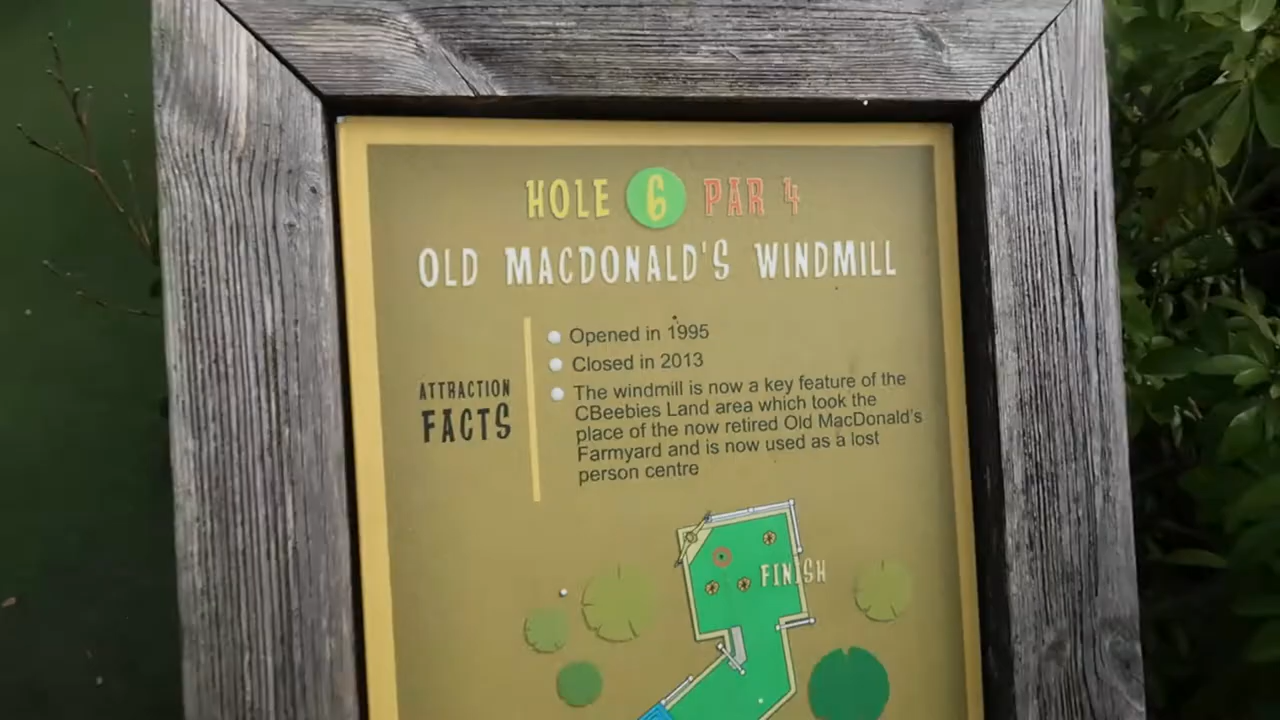 HOLE 6 PAR 4
OLD MACDONALD'S WINDMILL
ATTRACTION
FACTS
Opened in 1995
Closed in 2013
The windmill is now a key feature of the
CBeebies Land area which took the
place of the now retired Old MacDonald's
Farmyard and is now used as a lost
person centre
FINISH